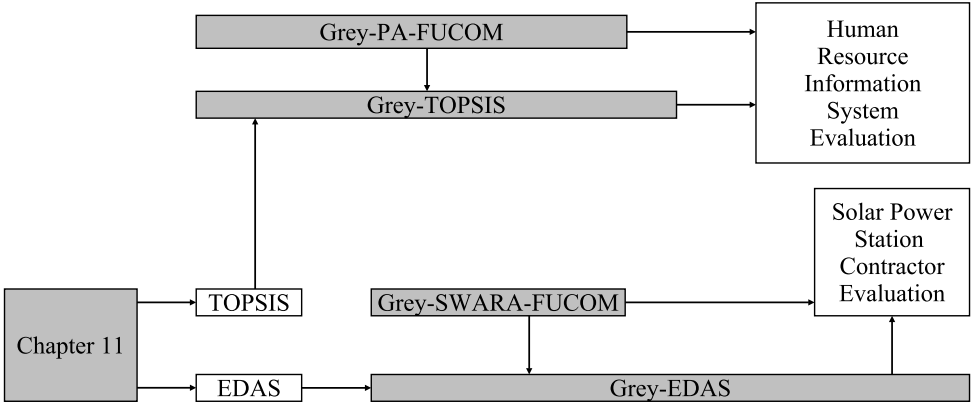 Grey-PA-FUCOM
Human
Resource
Information
System
Evaluation
Grey-TOPSIS
Solar Power
Station
Contractor
Evaluation
TOPSIS
Grey-SWARA-FUCOM
Chapter 11
EDAS
Grey-EDAS